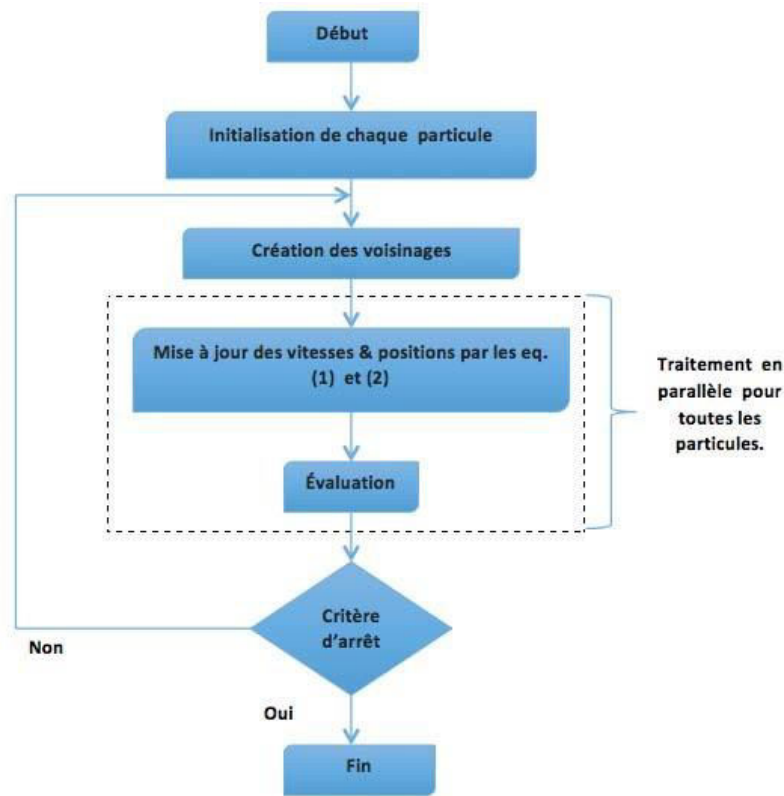 Début
Initialisation de chaque particule
Création des voisinages
Mise à jour des vitesses & positions par les eq.
(1) et (2)
Traitement en
parallèle pour
toutes les
particules.
Évaluation
Critère
d'arrêt
Non
Oui
Fin